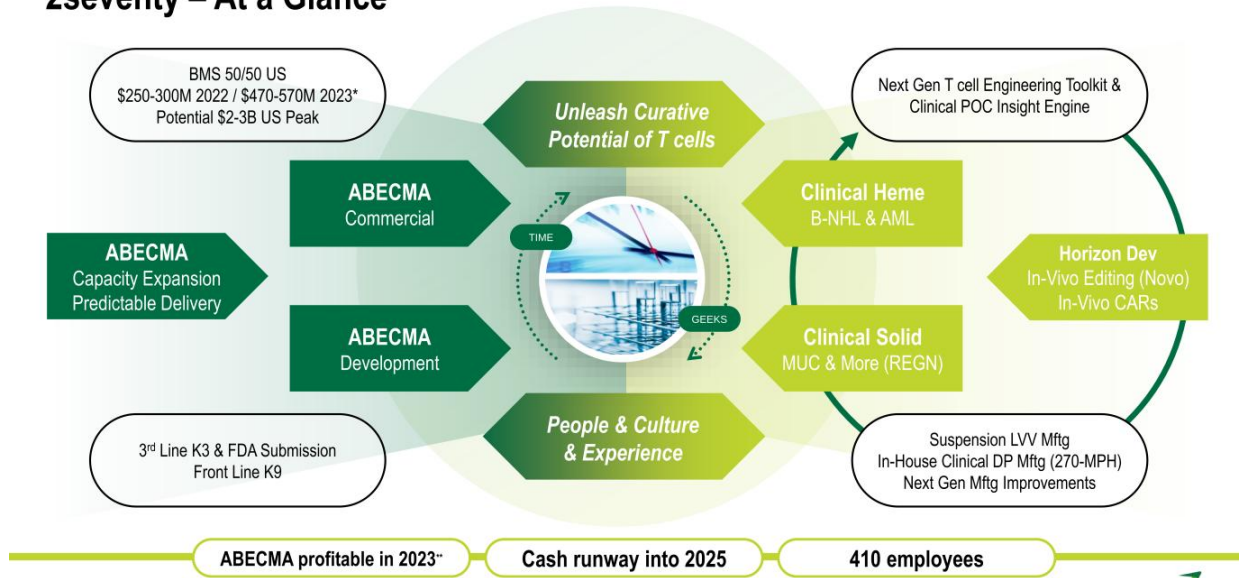 2seventy – At a Glance
BMS 50/50 US
$250-300M 2022 / $470-570M 2023*
Potential $2-3B US Peak
Unleash Curative
Potential of T cells
Next Gen T cell Engineering Toolkit &
Clinical POC Insight Engine
ABECMA
Commercial
Clinical Heme
B-NHL & AML
TIME
ABECMA
Capacity Expansion
Predictable Delivery
Horizon Dev
In-Vivo Editing (Novo)
In-Vivo CARs
GEEKS
ABECMA
Development
Clinical Solid
MUC & More (REGN)
People & Culture
& Experience
3rd Line K3 & FDA Submission
Front Line K9
Suspension LVV Mftg
In-House Clinical DP Mftg (270-MPH)
Next Gen Mftg Improvements
ABECMA profitable in 2023**
Cash runway into 2025
410 employees